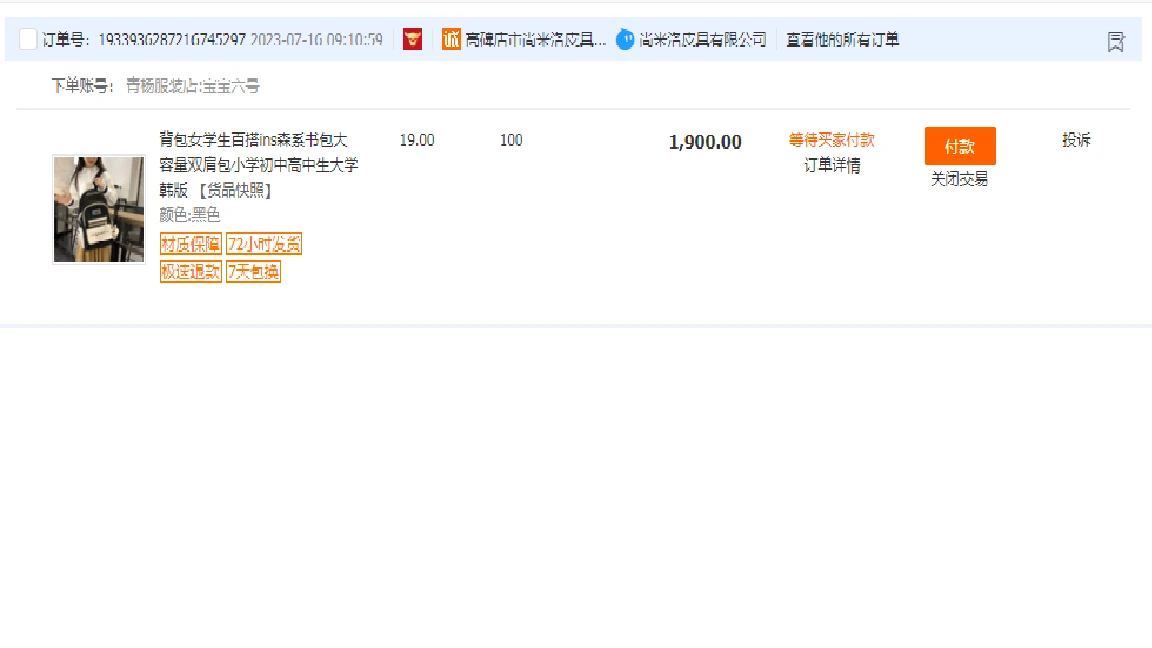 订单号: 1933936287216745297 2023-07-16 09:10:59 诚 高碑店市尚米洛皮具... 尚米洛皮具有限公司 查看他的所有订单
下单账号: 青杨服装店:宝宝六号
背包女学生百搭ins森系书包大 19.00 100 1,900.00 等待买家付款 付款 投诉
容量双肩包小学初中高中生大学 订单详情
韩版 【货品快照】 关闭交易
颜色:黑色
材质保障 72小时发货
极速退款 7天包换